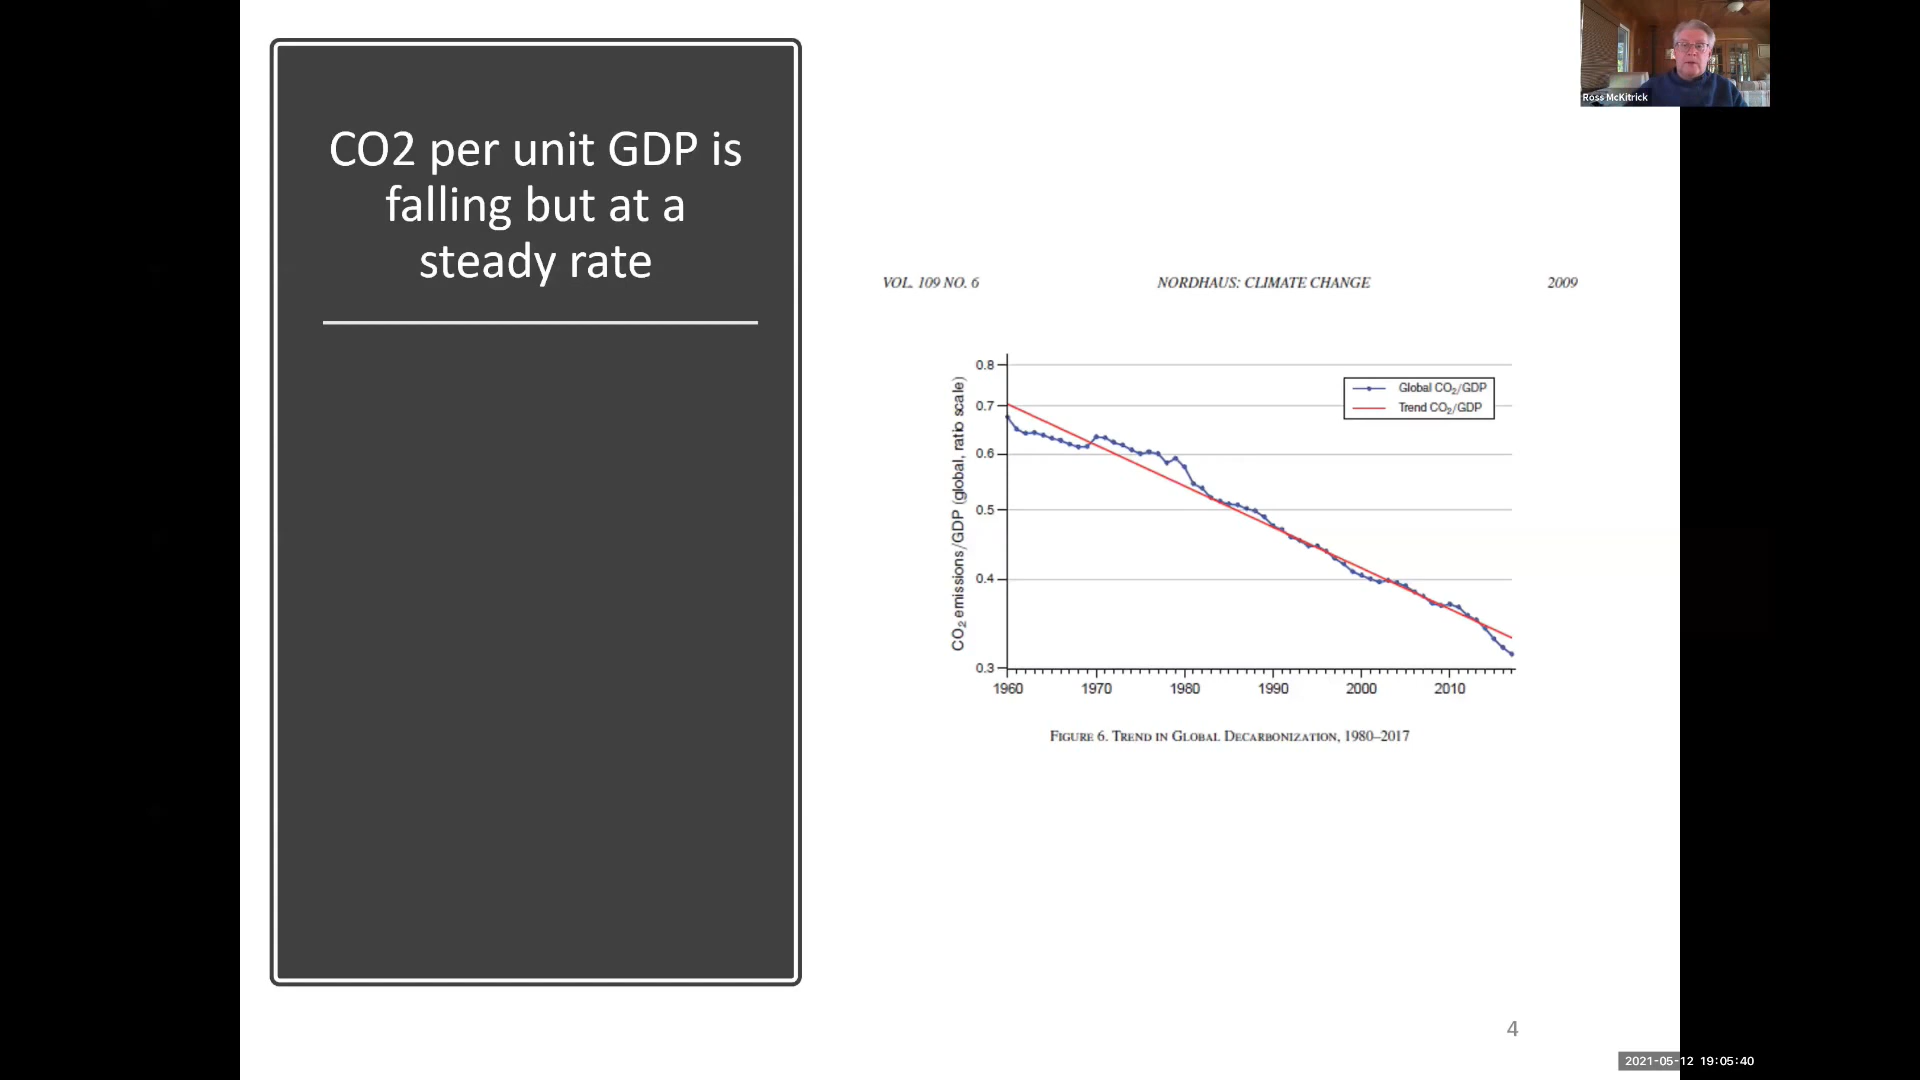 Ross McKitrick
CO2 per unit GDP is
falling but at a
steady rate
VOL. 109 NO. 6 NORDHAUS: CLIMATE CHANGE 2009
CO₂ emissions/GDP (global, ratio scale)
0.8
0.7
0.6
0.5
0.4
0.3
Global CO₂/GDP
Trend CO₂/GDP
1960 1970 1980 1990 2000 2010
FIGURE 6. TREND IN GLOBAL DECARBONIZATION, 1980–2017
4
2021-05-12 19:05:40